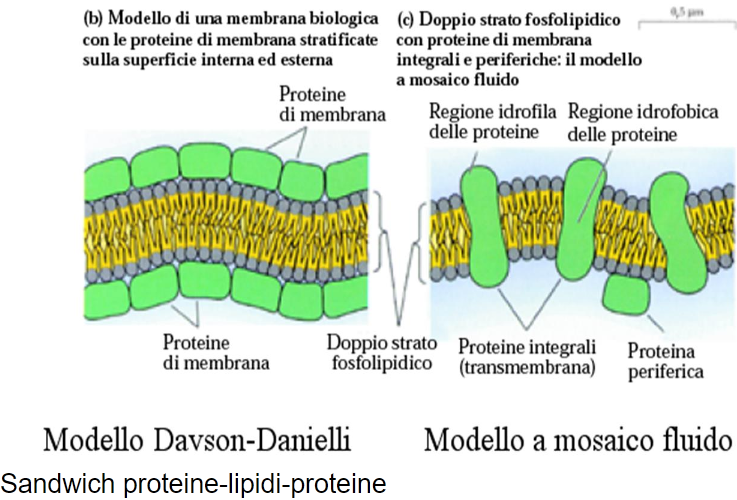 (b) Modello di una membrana biologica
con le proteine di membrana stratificate
sulla superficie interna ed esterna
(c) Doppio strato fosfolipidico
con proteine di membrana
integrali e periferiche: il modello
a mosaico fluido
0,5 µm
Proteine
di membrana
Regione idrofila
delle proteine
Regione idrofobica
delle proteine
Proteine
di membrana
Doppio strato
fosfolipidico
Proteine integrali
(transmembrana)
Proteina
periferica
Modello Davson-Danielli
Modello a mosaico fluido
Sandwich proteine-lipidi-proteine